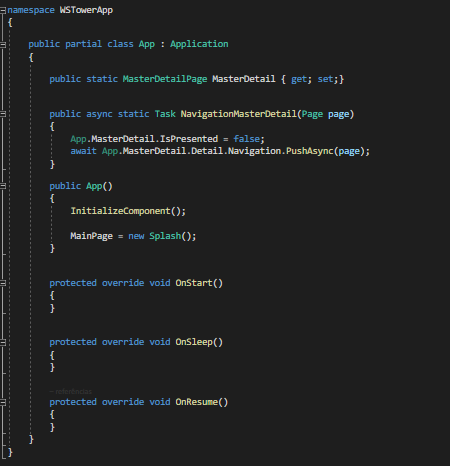 namespace WSTowerApp
{
public partial class App : Application
{
public static MasterDetailPage MasterDetail { get; set;}
public async static Task NavigationMasterDetail(Page page)
{
App.MasterDetail.IsPresented = false;
await App.MasterDetail.Detail.Navigation.PushAsync(page);
}
public App()
{
InitializeComponent();
MainPage = new Splash();
}
protected override void OnStart()
{
}
protected override void OnSleep()
{
}
protected override void OnResume()
{
}
}
}